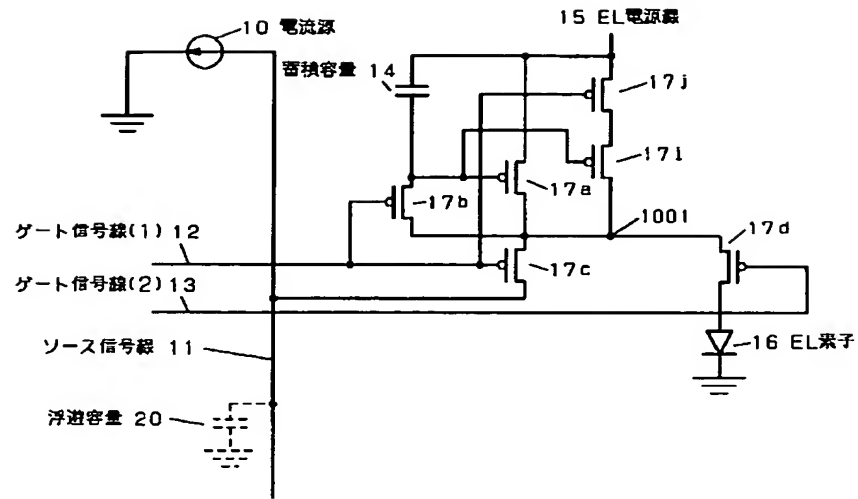 10 電流源
15 EL電源線
蓄積容量 14
17j
17i
17a
17b
1001
17d
ゲート信号線(1) 12
17c
ゲート信号線(2) 13
ソース信号線 11
16 EL素子
浮遊容量 20